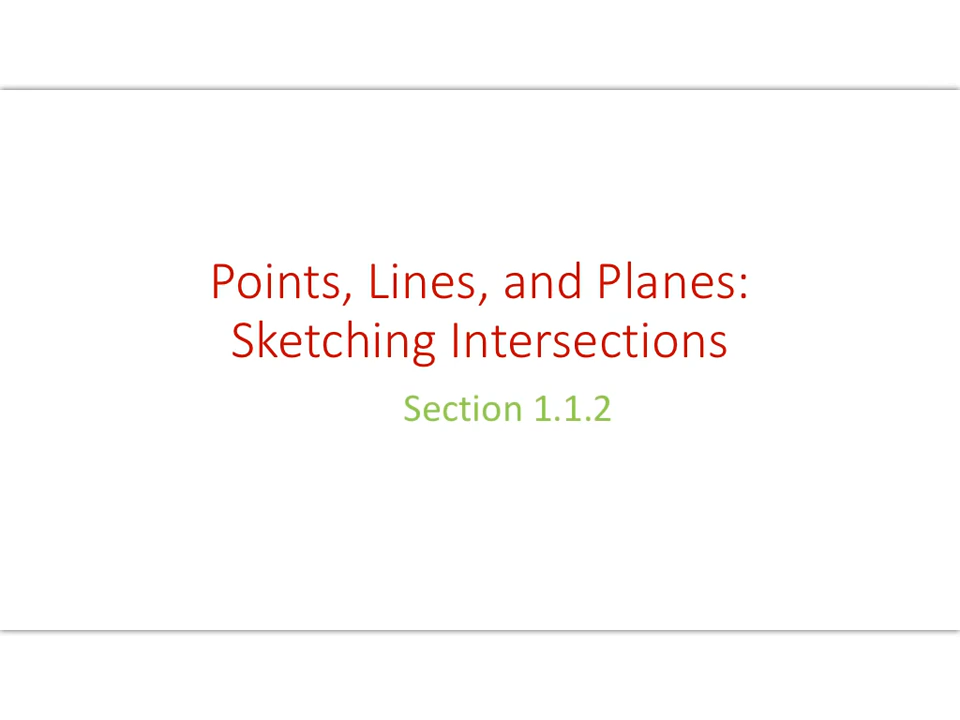 Points, Lines, and Planes:
Sketching Intersections
Section 1.1.2